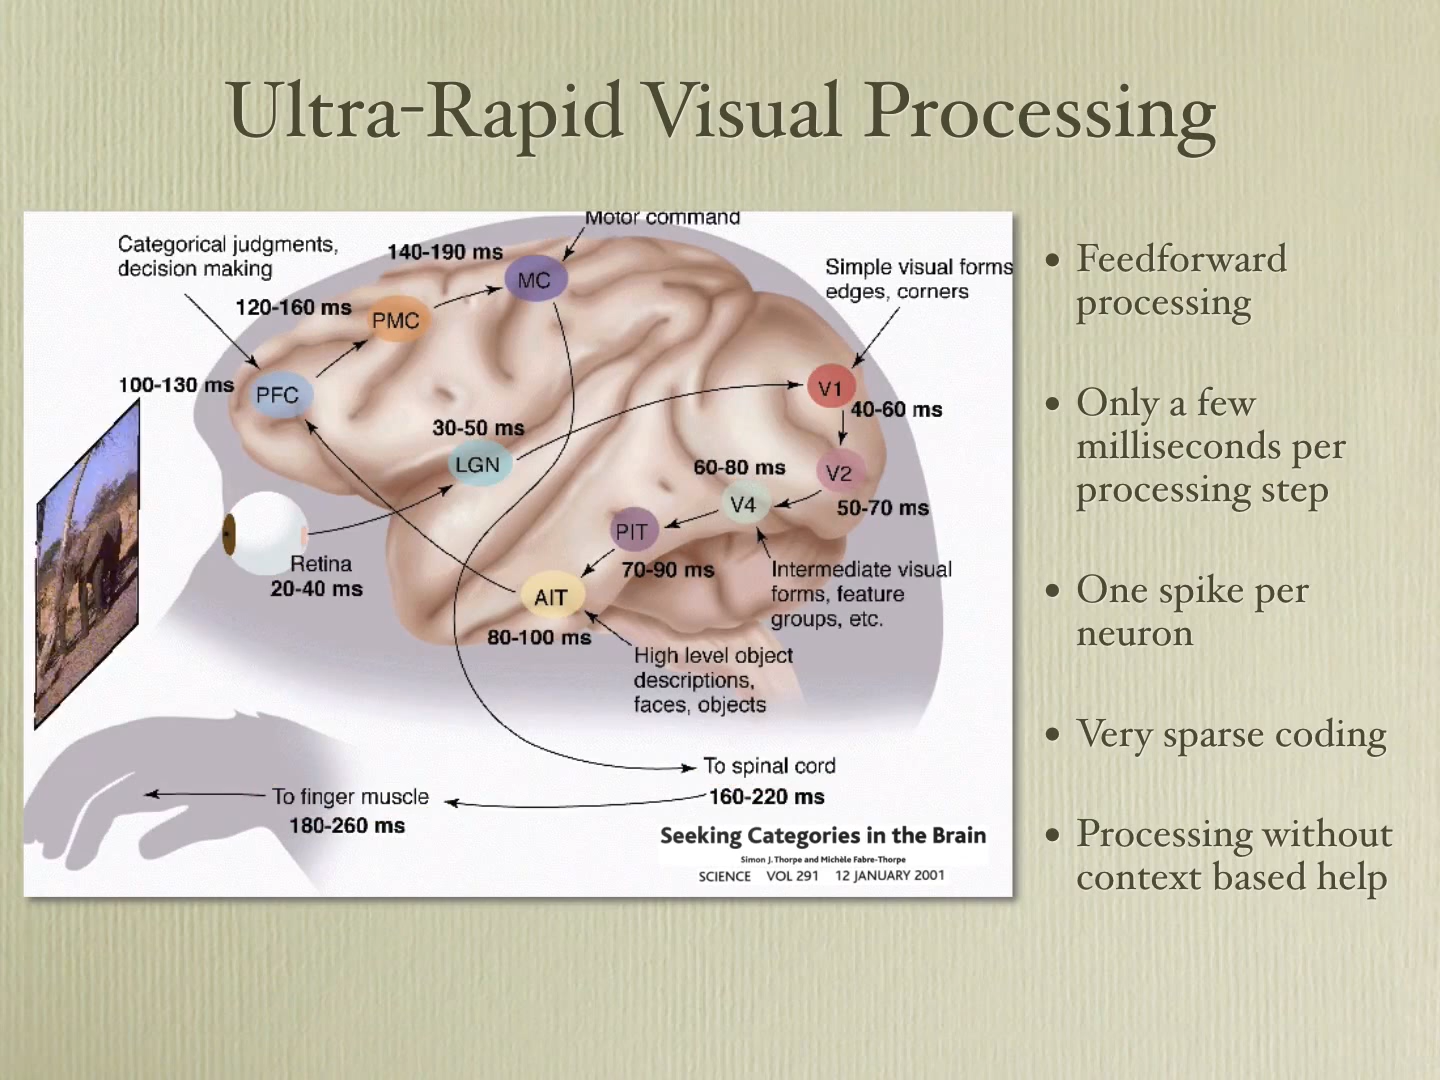 Ultra-Rapid Visual Processing
Motor command
Categorical judgments,
decision making
140-190 ms
MC
Simple visual forms
edges, corners
120-160 ms
PMC
100-130 ms
PFC
V1
40-60 ms
30-50 ms
LGN
60-80 ms
V2
V4
50-70 ms
PIT
Retina
20-40 ms
70-90 ms
Intermediate visual
forms, feature
groups, etc.
AIT
80-100 ms
High level object
descriptions,
faces, objects
To spinal cord
160-220 ms
To finger muscle
180-260 ms
Seeking Categories in the Brain
Simon J. Thorpe and Michèle Fabre-Thorpe
SCIENCE VOL 291 12 JANUARY 2001
• Feedforward
processing
• Only a few
milliseconds per
processing step
• One spike per
neuron
• Very sparse coding
• Processing without
context based help